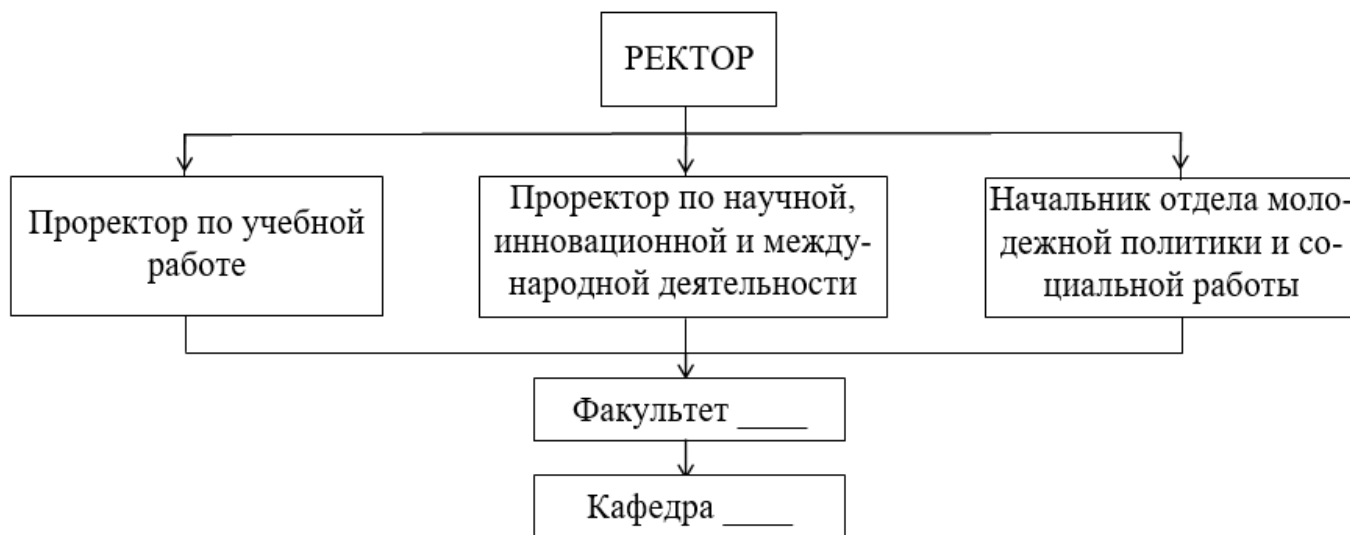 РЕКТОР
Проректор по учебной
работе
Проректор по научной,
инновационной и между-
народной деятельности
Начальник отдела моло-
дежной политики и со-
циальной работы
Факультет ____
Кафедра ____